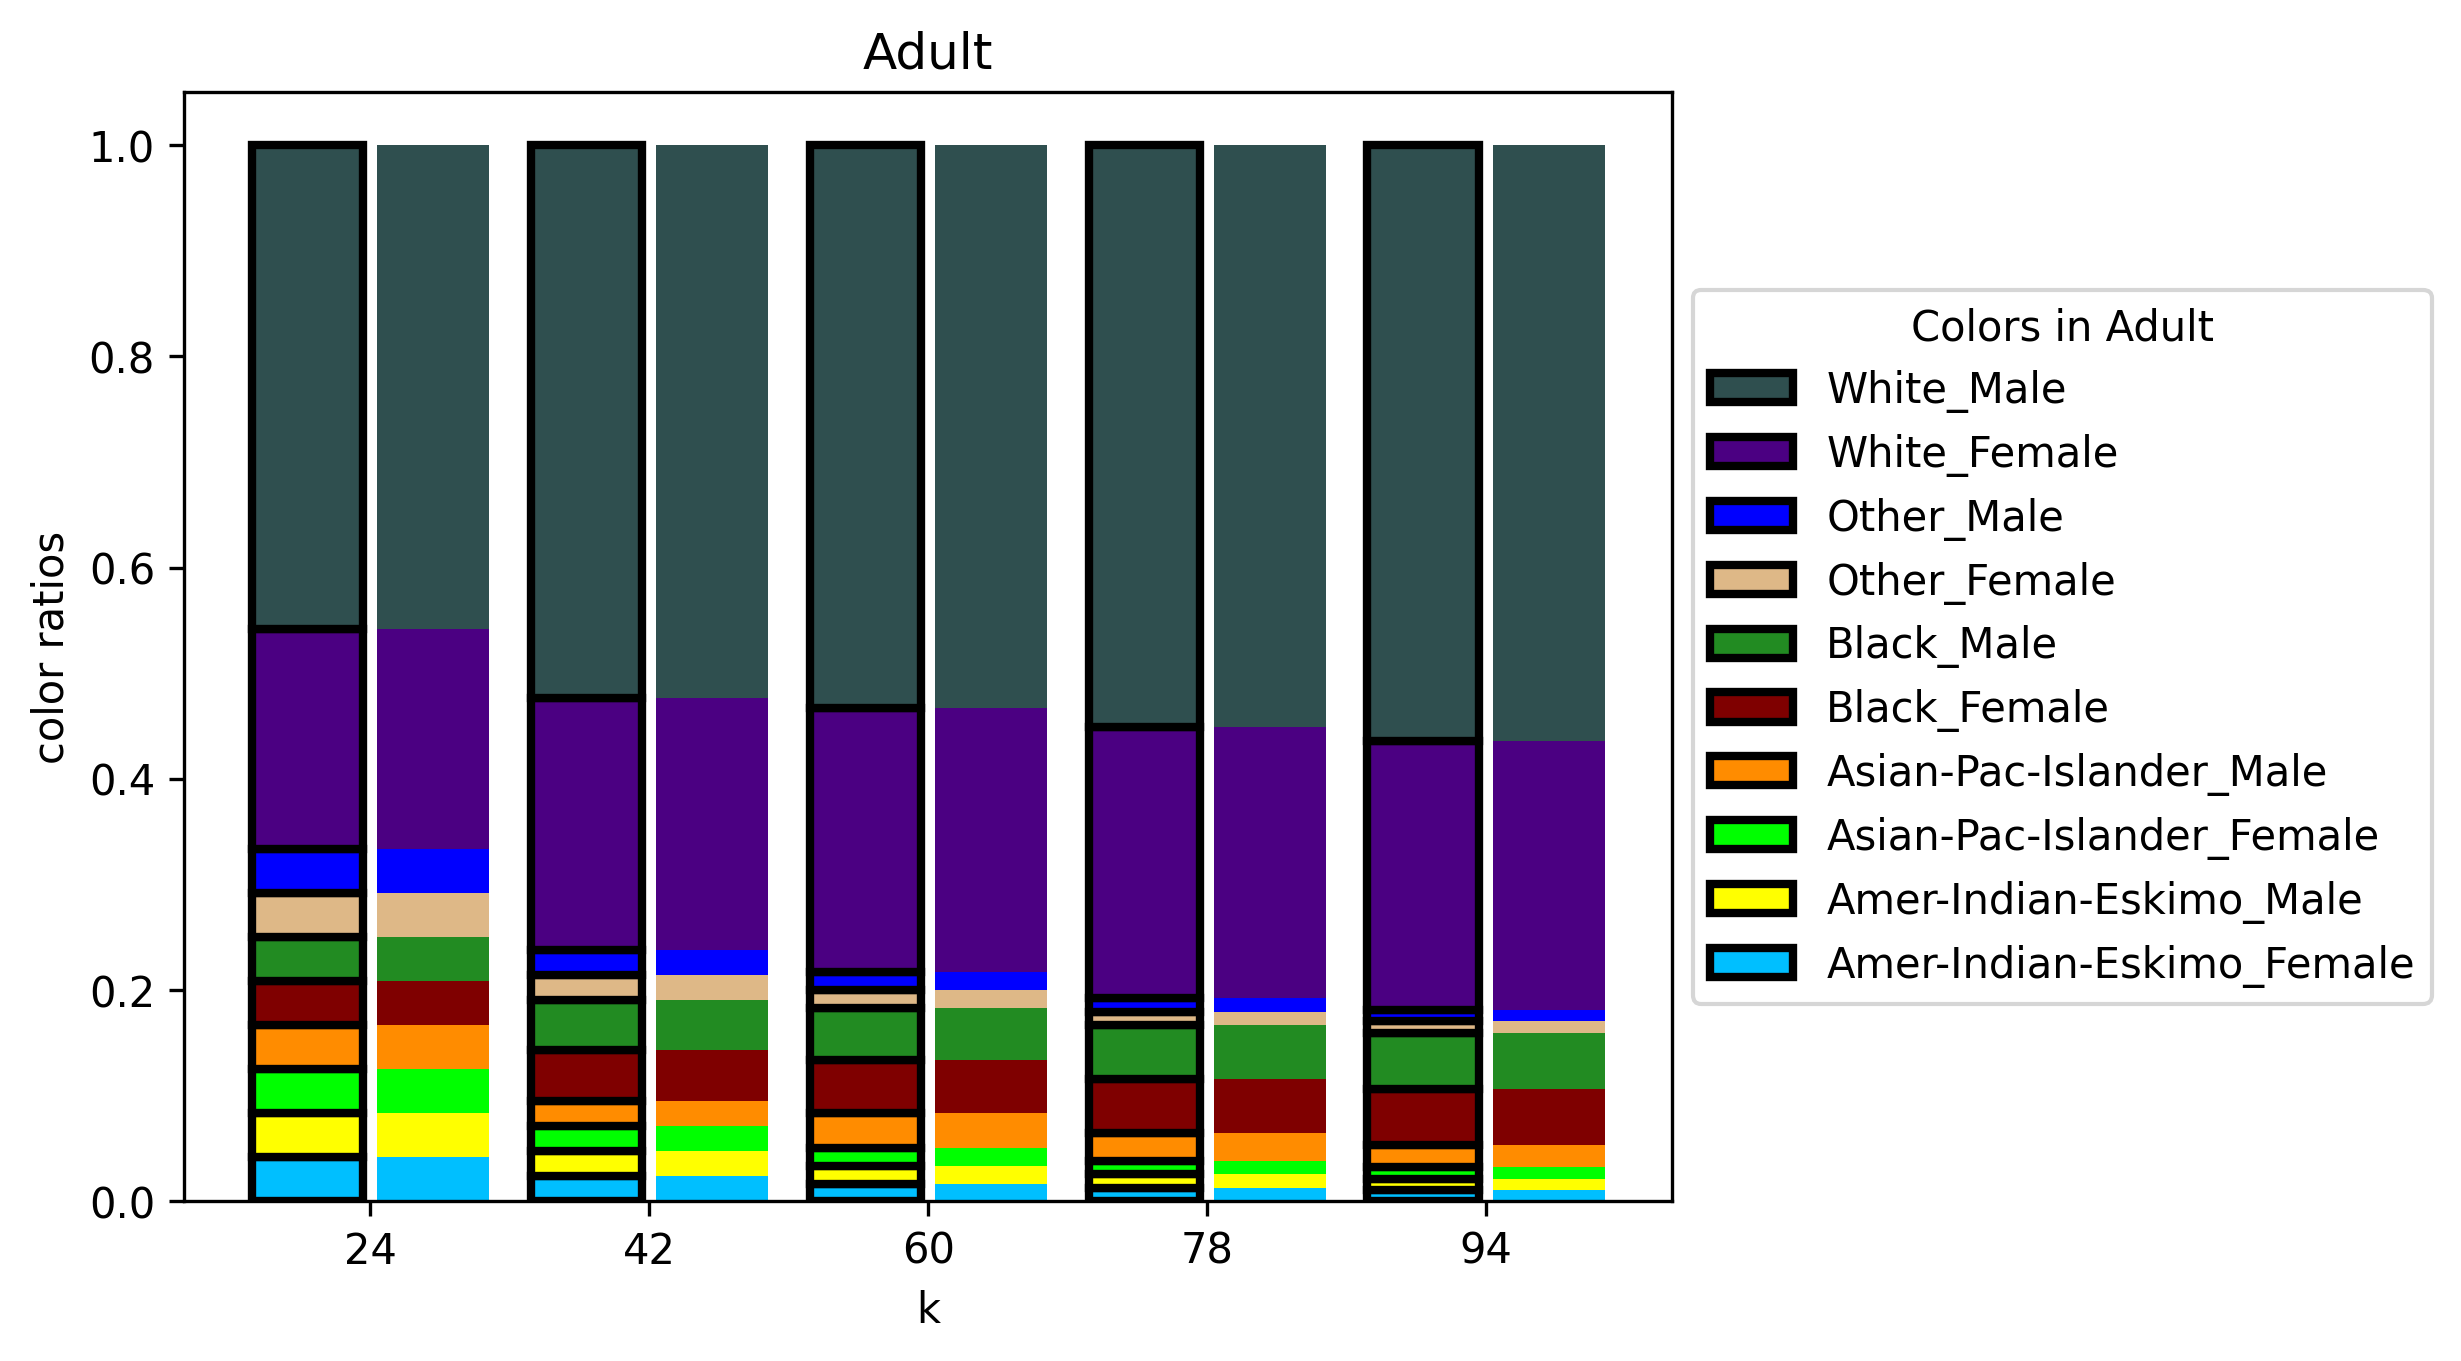 Adult
1.0
0.8
0.6
0.4
0.2
0.0
color ratios
24
42
60
78
94
k
Colors in Adult
White_Male
White_Female
Other_Male
Other_Female
Black_Male
Black_Female
Asian-Pac-Islander_Male
Asian-Pac-Islander_Female
Amer-Indian-Eskimo_Male
Amer-Indian-Eskimo_Female